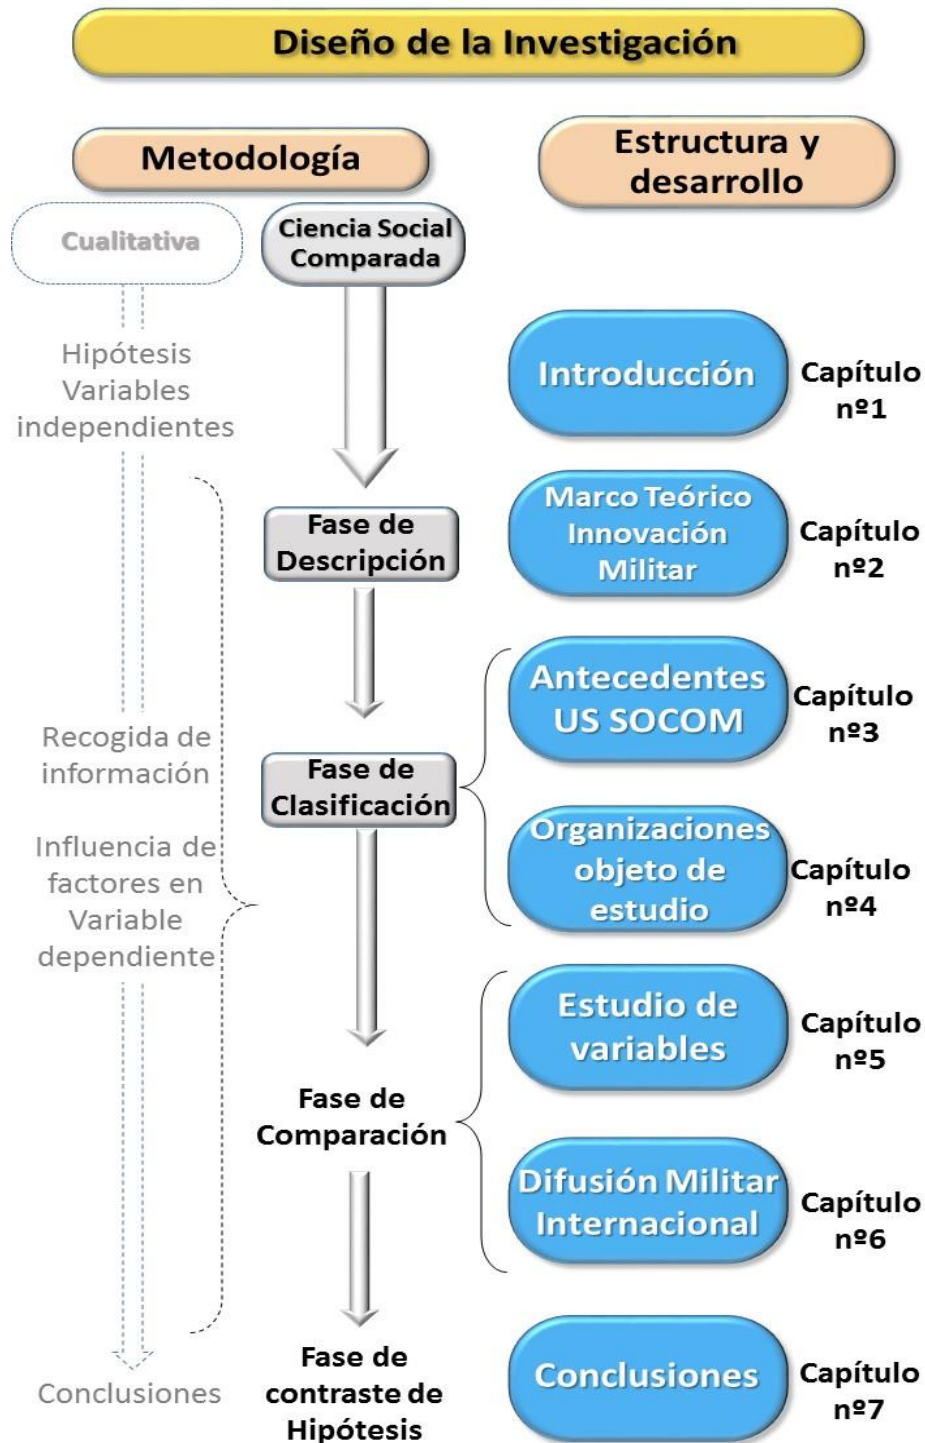 Diseño de la Investigación
Metodología
Estructura y
desarrollo
Cualitativa
Ciencia Social
Comparada
Hipótesis
Variables
independientes
Introducción
Capítulo
nº1
Fase de
Descripción
Marco Teórico
Innovación
Militar
Capítulo
nº2
Recogida de
información
Fase de
Clasificación
Antecedentes
US SOCOM
Capítulo
nº3
Influencia de
factores en
Variable
dependiente
Organizaciones
objeto de
estudio
Capítulo
nº4
Fase de
Comparación
Estudio de
variables
Capítulo
nº5
Difusión Militar
Internacional
Capítulo
nº6
Conclusiones
Fase de
contraste de
Hipótesis
Conclusiones
Capítulo
nº7